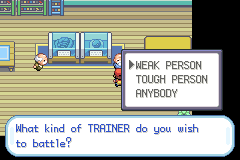 WEAK PERSON
TOUGH PERSON
ANYBODY
What kind of TRAINER do you wish
to battle?